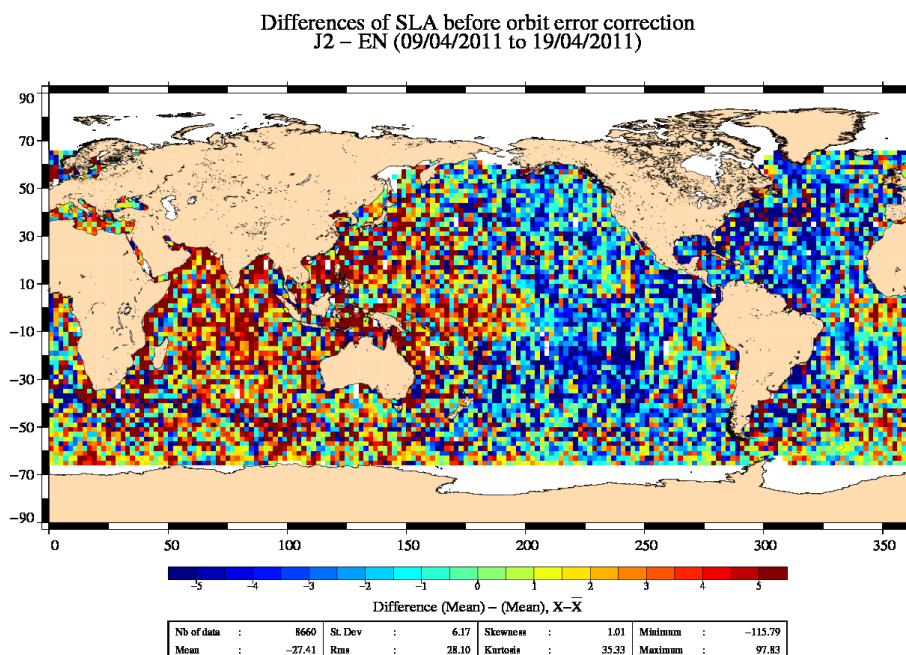 Differences of SLA before orbit error correction
J2 – EN (09/04/2011 to 19/04/2011)
90
70
50
30
10
−10
−30
−50
−70
−90
0 50 100 150 200 250 300 350
−5 −4 −3 −2 −1 0 1 2 3 4 5
Difference (Mean) – (Mean), X−X̅
Nb of data : 8660 St. Dev : 6.17 Skewness : 1.01 Minimum : −115.79
Mean : −27.41 Rms : 28.10 Kurtosis : 35.33 Maximum : 97.83